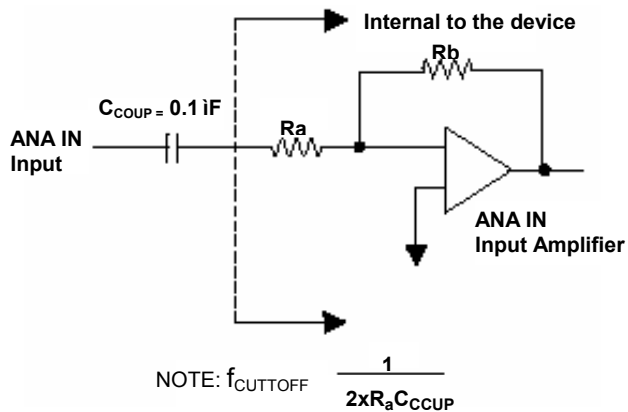 Internal to the device
Rb
CCOUP = 0.1 ìF
Ra
ANA IN
Input
ANA IN
Input Amplifier
NOTE: fCUTTOFF 1
2xRaCCCUP